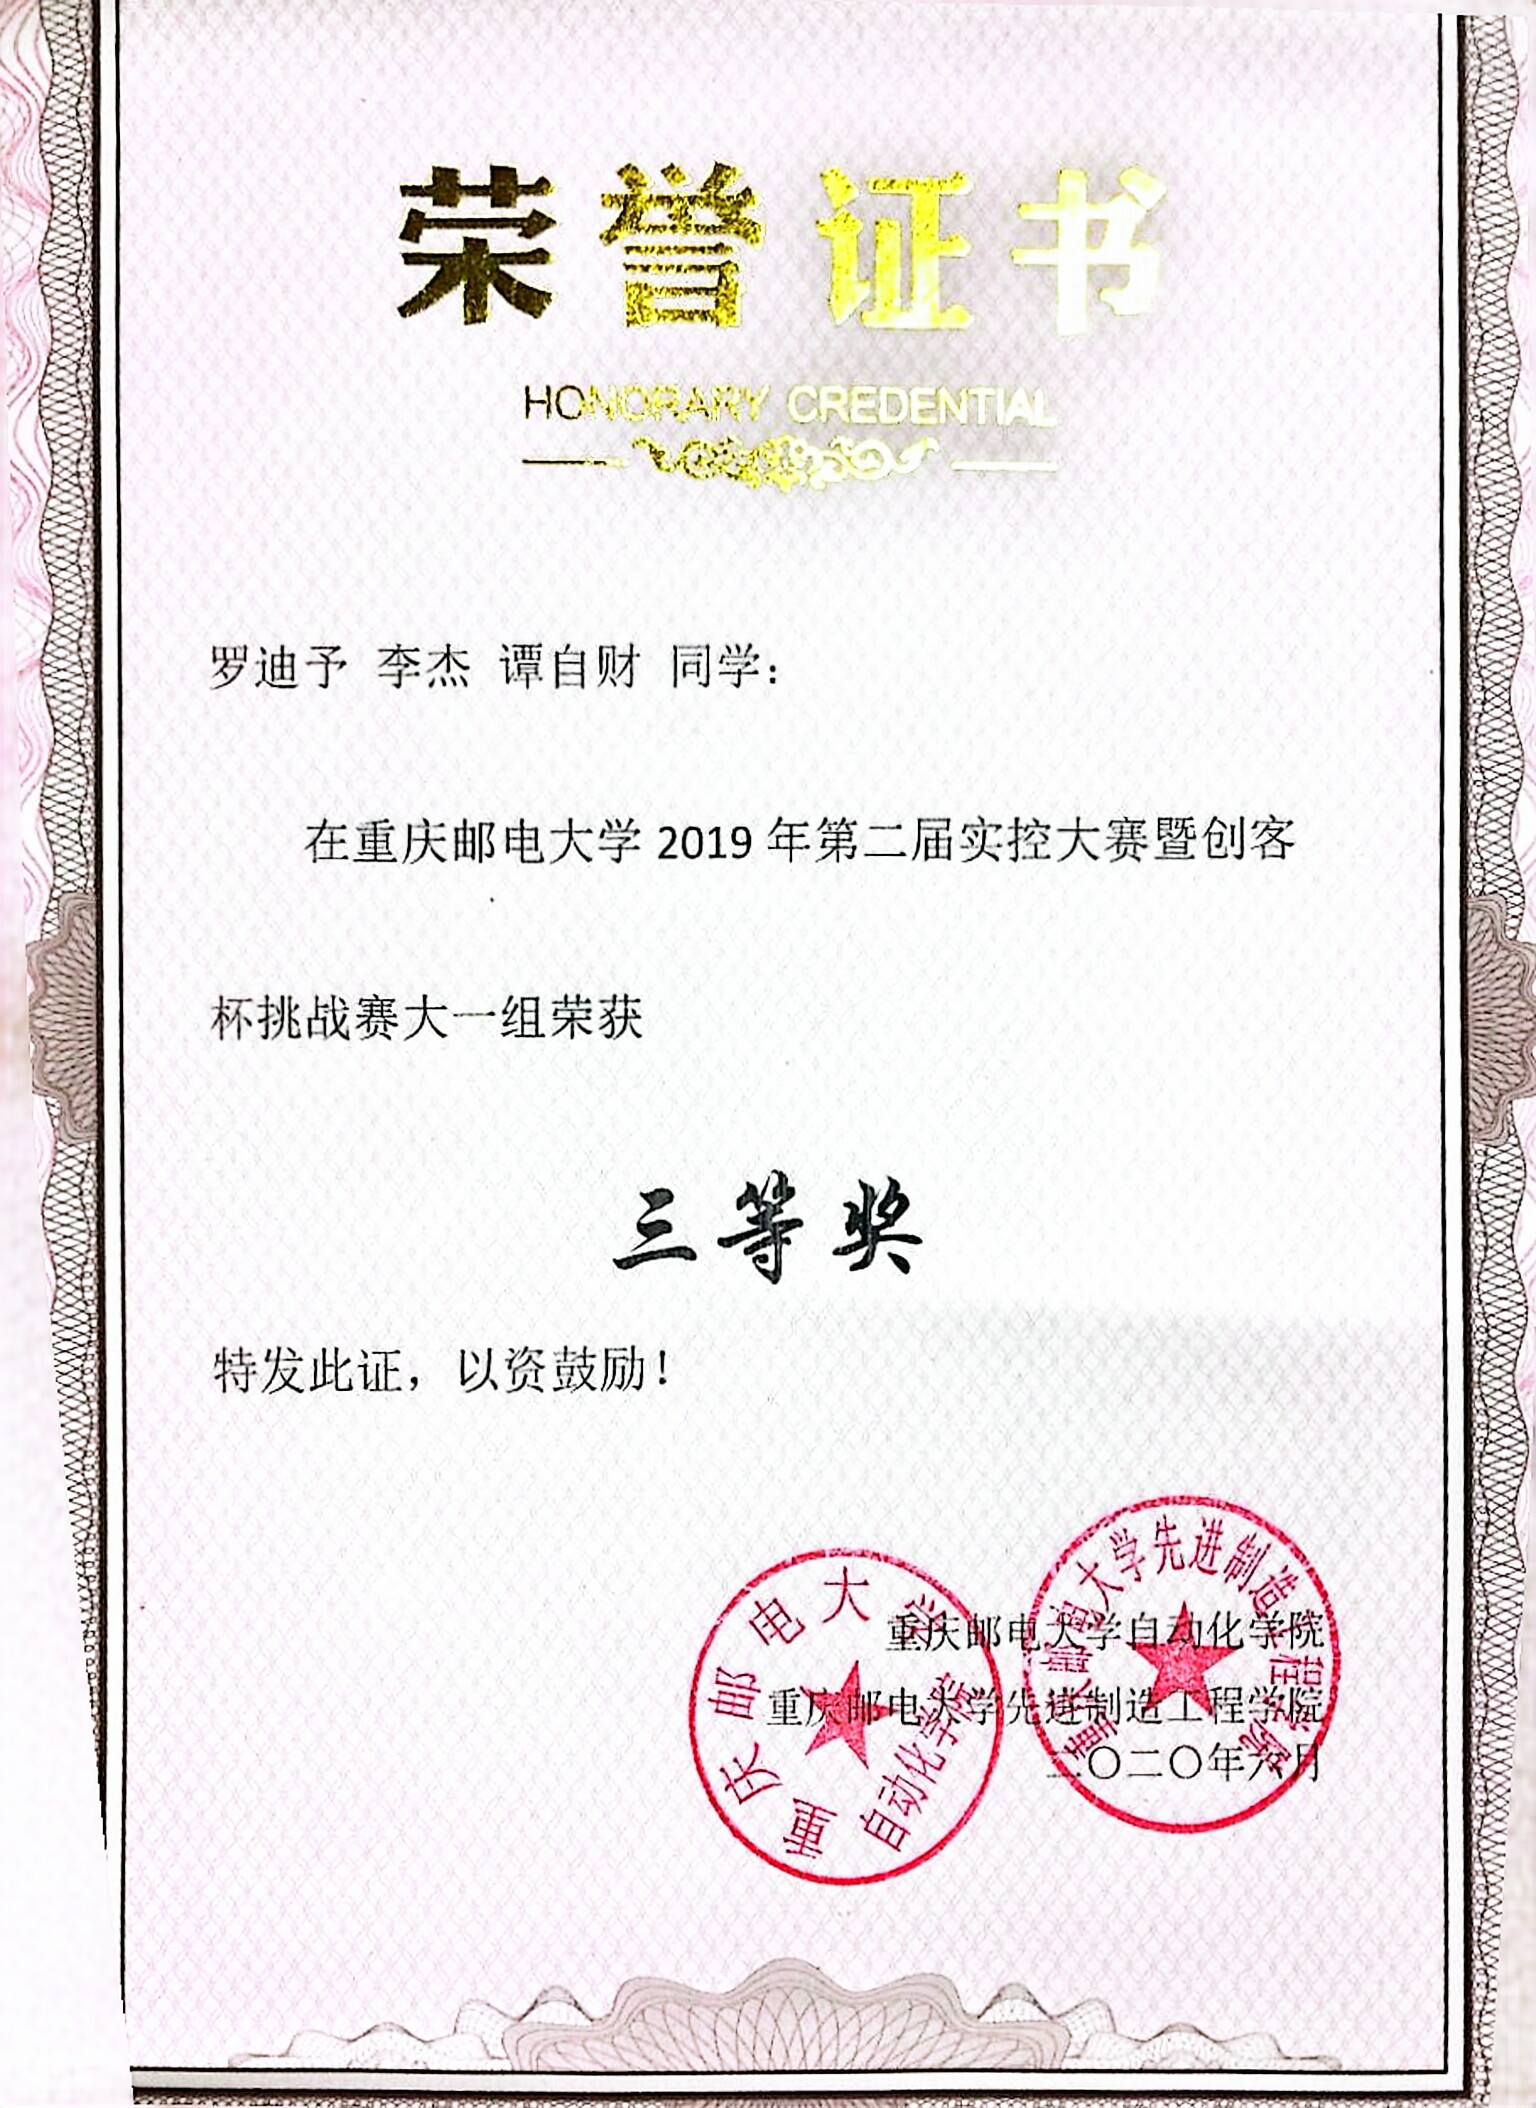 荣誉证书
HONORARY CREDENTIAL
罗迪予 李杰 谭自财 同学：
在重庆邮电大学 2019 年第二届实控大赛暨创客
杯挑战赛大一组荣获
三等奖
特发此证，以资鼓励！
重庆邮电大学自动化学院
重庆邮电大学先进制造工程学院
二〇二〇年六月
重庆邮电大学
自动化学院
重庆邮电大学先进制造工程学院